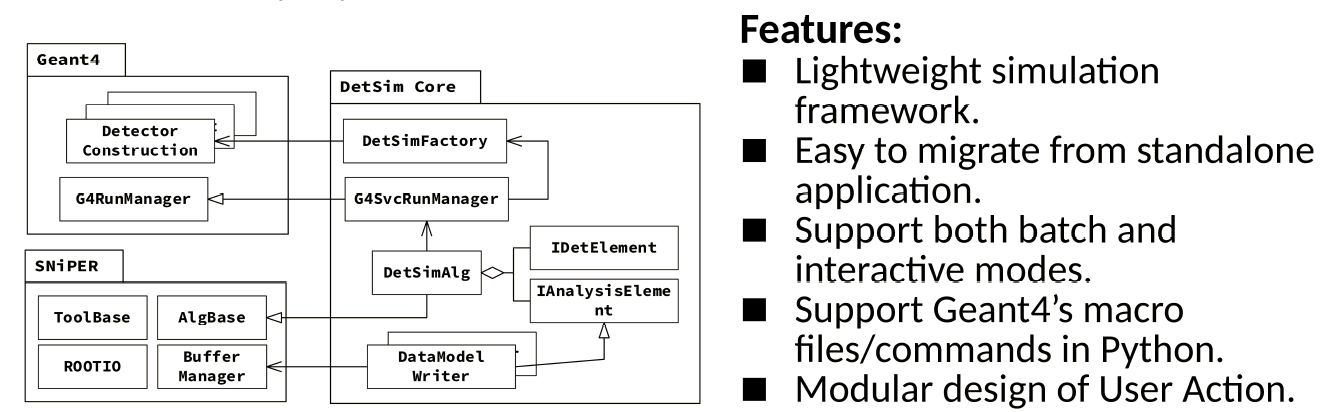 Geant4
Detector
Construction
G4RunManager
SNiPER
ToolBase
AlgBase
ROOTIO
Buffer
Manager
DetSim Core
DetSimFactory
G4SvcRunManager
DetSimAlg
IDetElement
IAnalysisEleme
nt
DataModel
Writer
Features:
■ Lightweight simulation
framework.
■ Easy to migrate from standalone
application.
■ Support both batch and
interactive modes.
■ Support Geant4’s macro
files/commands in Python.
■ Modular design of User Action.